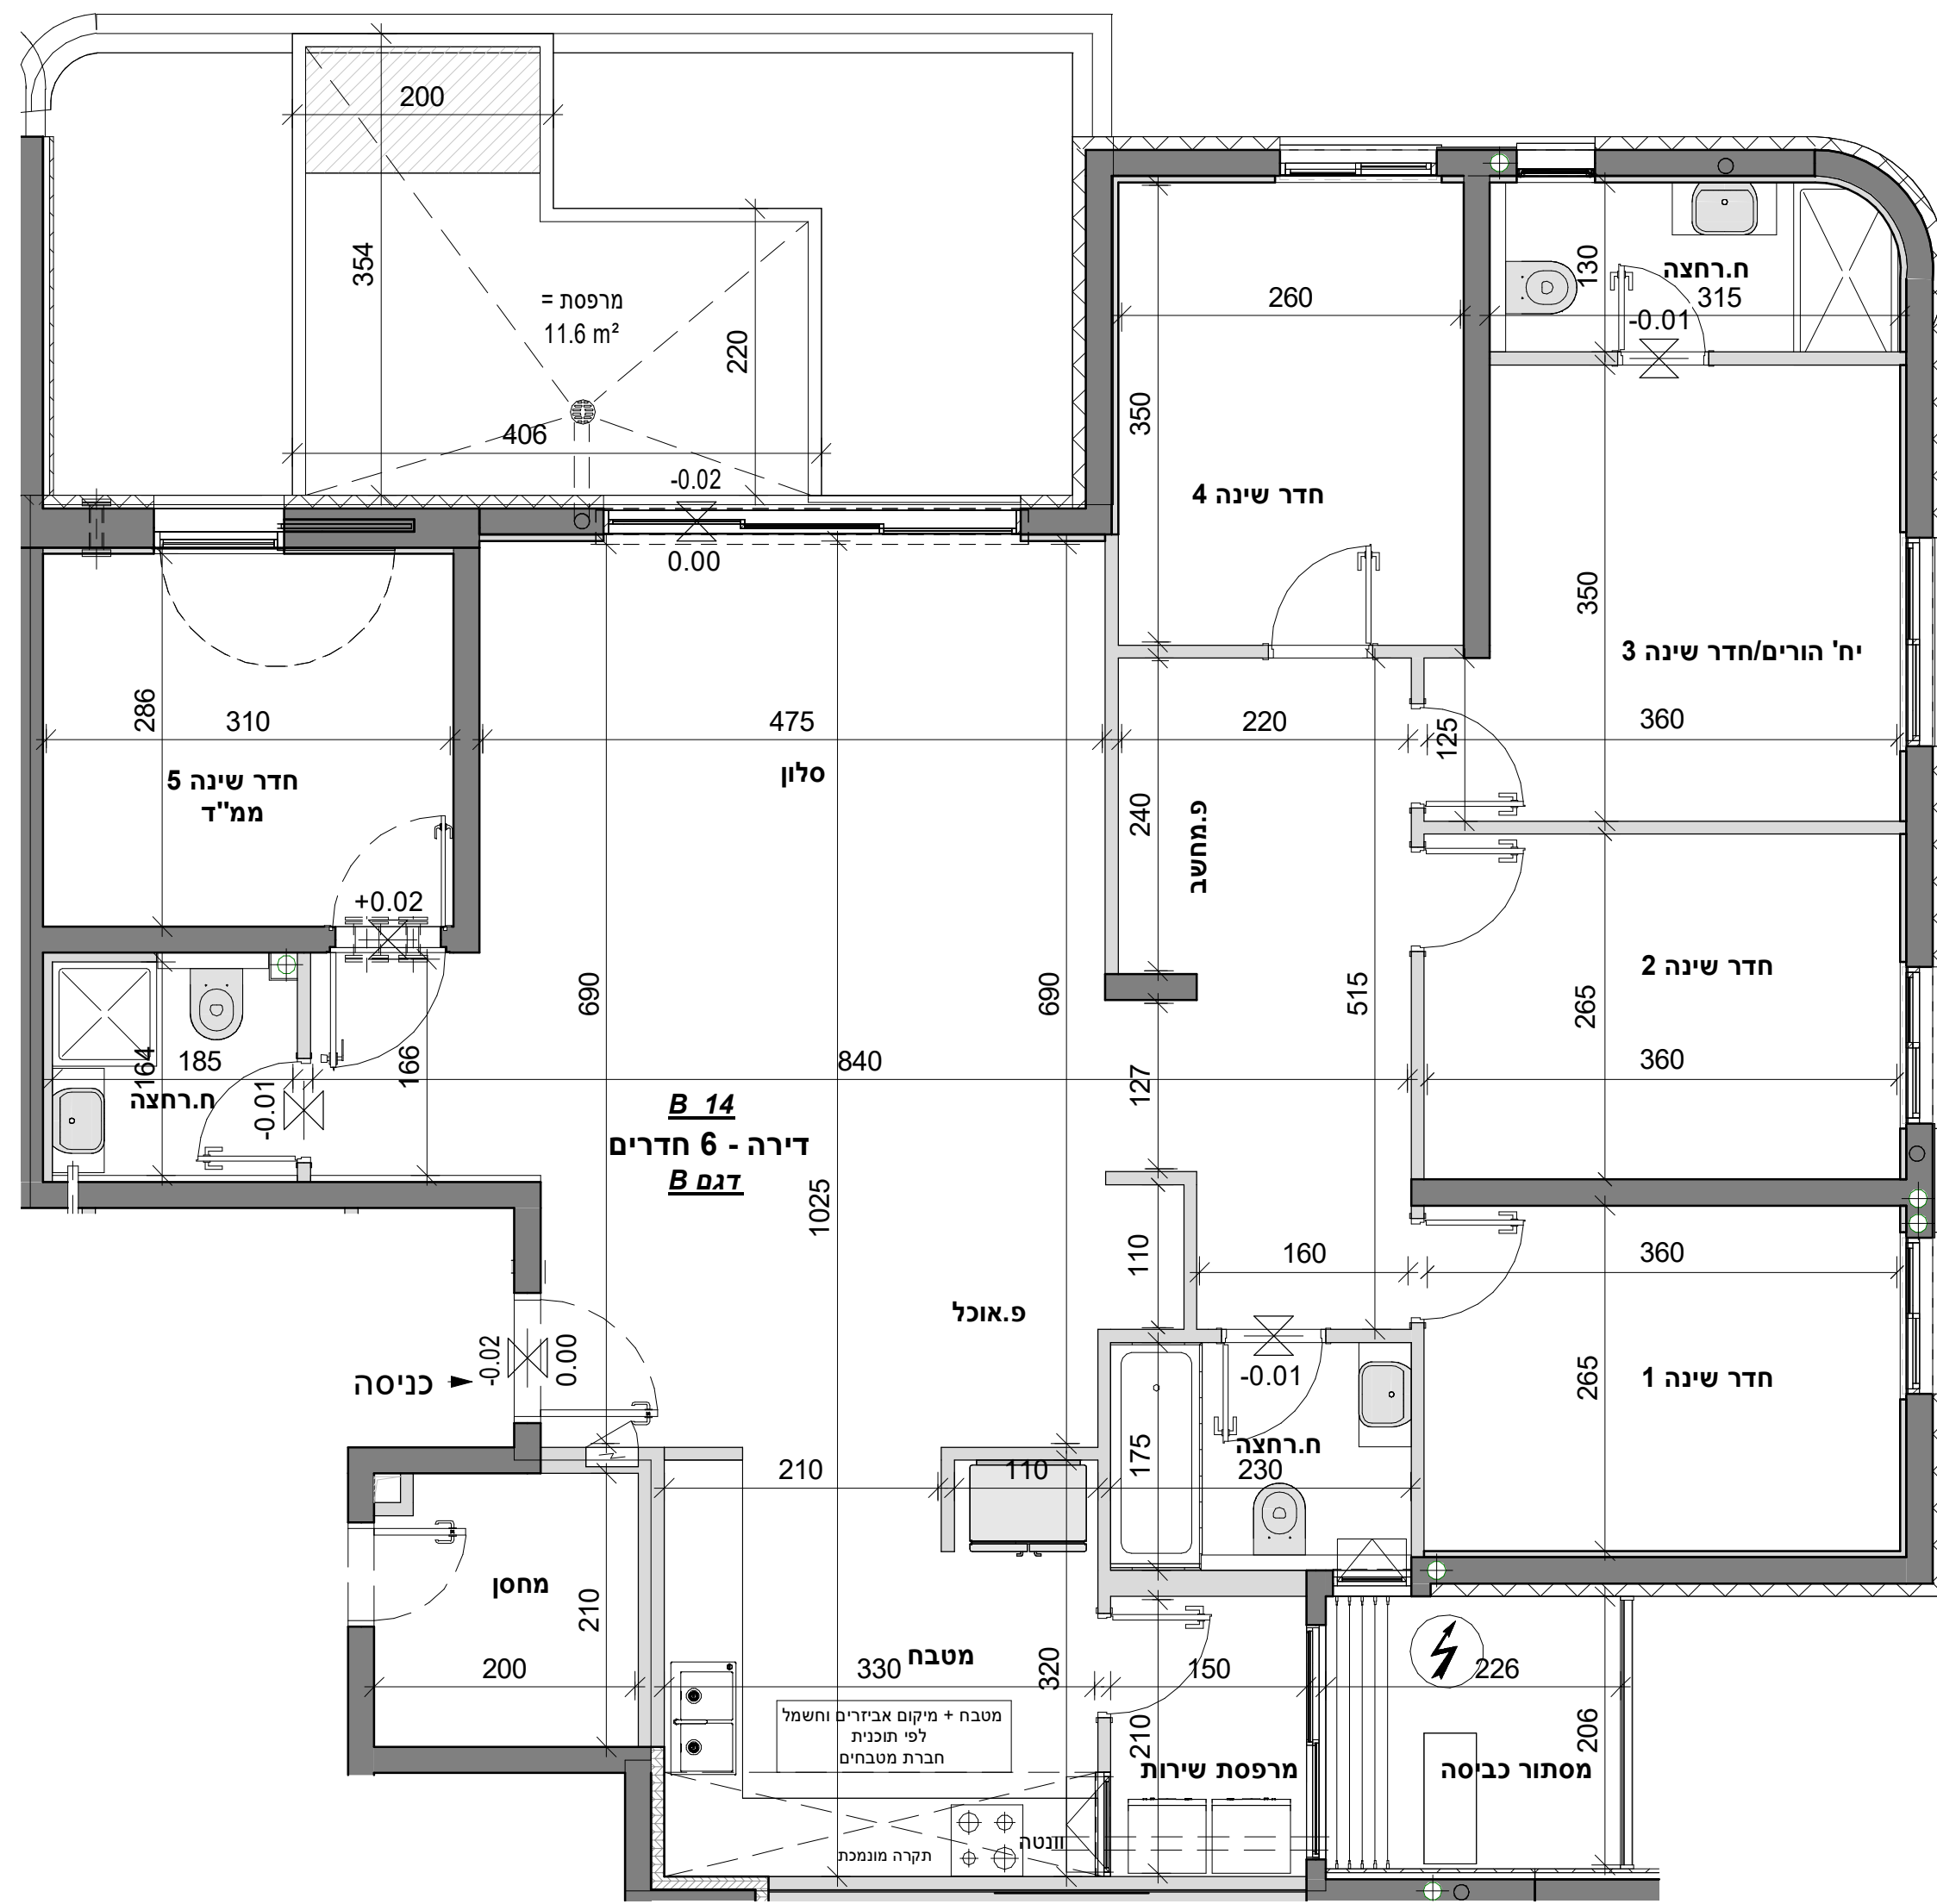 200
354
מרפסת =
11.6 m²
220
406
-0.02
0.00
260
350
חדר שינה 4
130
ח.רחצה
315
-0.01
350
יח' הורים/חדר שינה 3
360
125
286
310
חדר שינה 5
ממ"ד
+0.02
475
סלון
220
240
פ.מחשב
690
690
515
265
חדר שינה 2
360
164
185
ח.רחצה
-0.01
166
840
127
B 14
דירה - 6 חדרים
דגם B
1025
110
160
360
פ.אוכל
כניסה
-0.02
0.00
-0.01
ח.רחצה
175
230
265
חדר שינה 1
210
110
מחסן
210
200
מטבח
330
320
150
226
206
210
מטבח + מיקום אביזרים וחשמל
לפי תוכנית
חברת מטבחים
מרפסת שירות
מסתור כביסה
וונטה
תקרה מונמכת